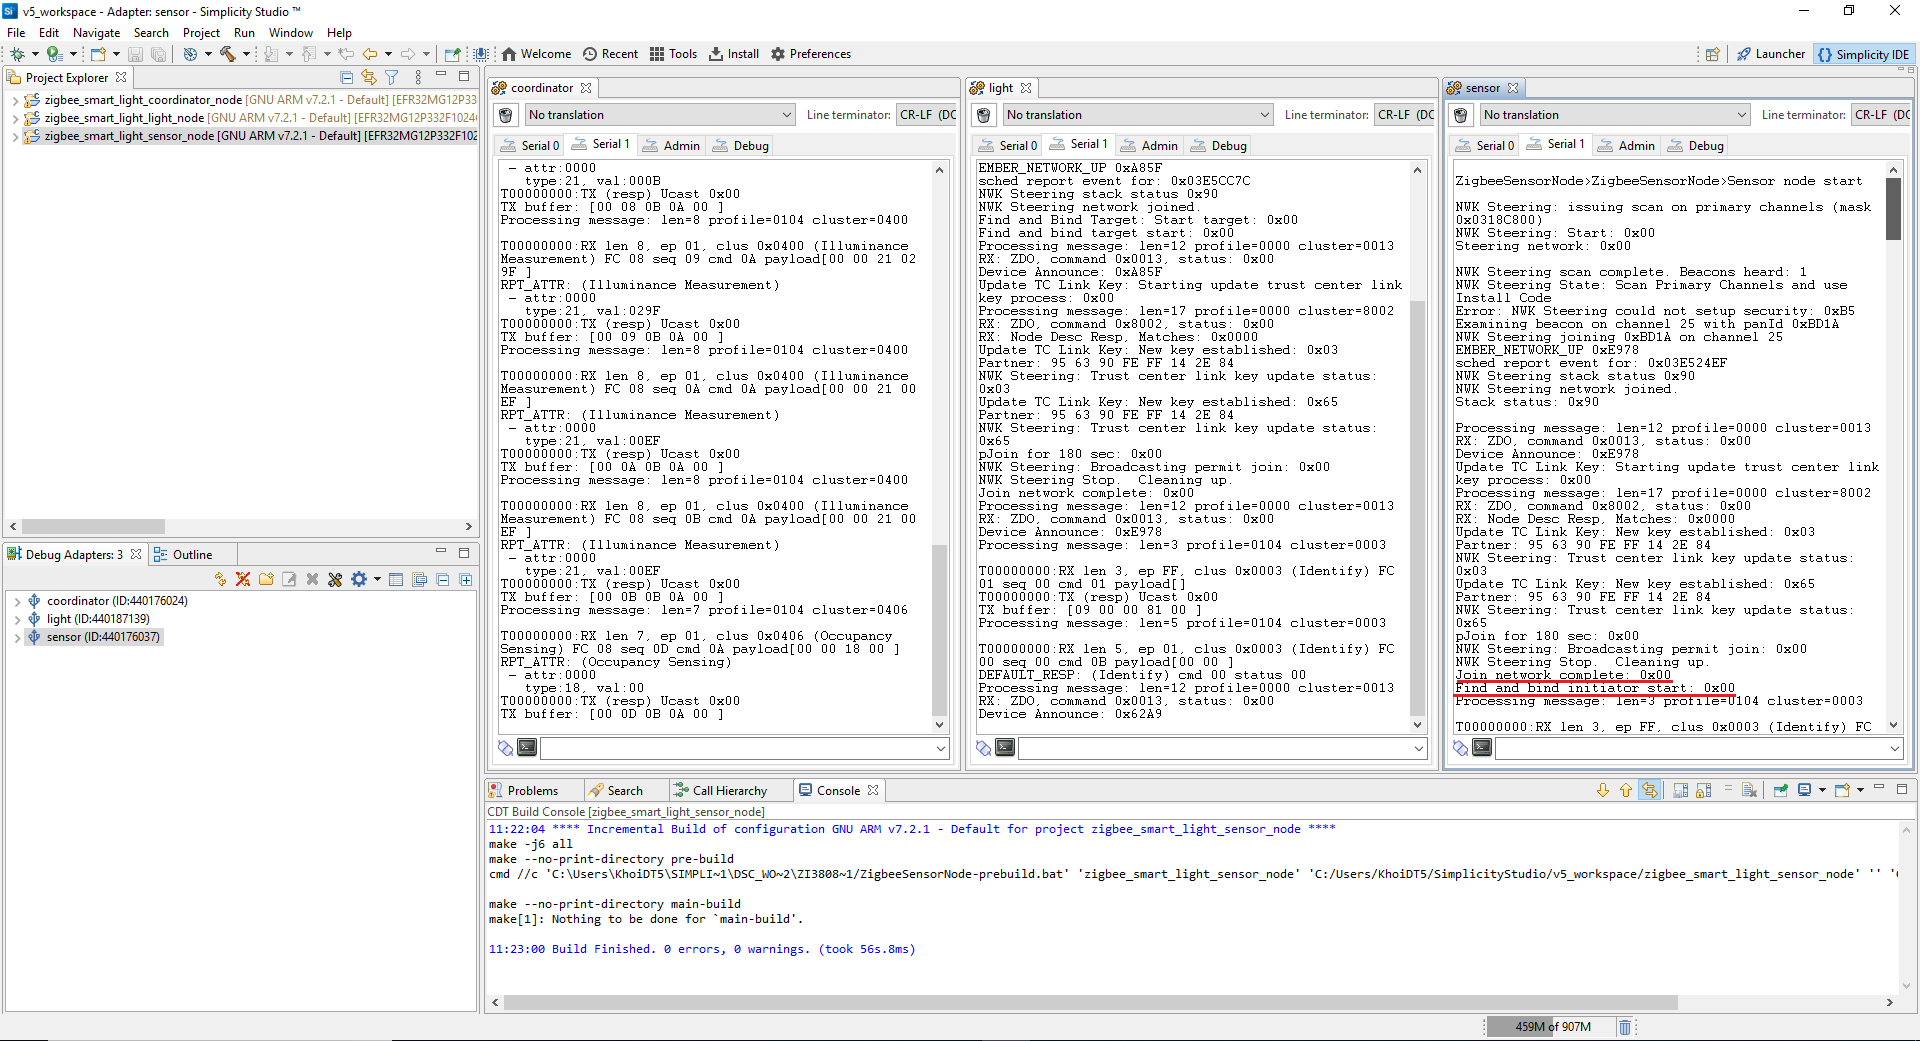 v5_workspace - Adapter: sensor - Simplicity Studio ™
File Edit Navigate Search Project Run Window Help
Welcome Recent Tools Install Preferences
Launcher Simplicity IDE
Project Explorer
zigbee_smart_light_coordinator_node [GNU ARM v7.2.1 - Default] [EFR32MG12P33
zigbee_smart_light_light_node [GNU ARM v7.2.1 - Default] [EFR32MG12P332F1024
zigbee_smart_light_sensor_node [GNU ARM v7.2.1 - Default] [EFR32MG12P332F102
Debug Adapters: 3 Outline
coordinator (ID:440176024)
light (ID:440187139)
sensor (ID:440176037)
coordinator
No translation Line terminator: CR-LF (DC
Serial 0 Serial 1 Admin Debug
- attr:0000
type:21, val:000B
T00000000:TX (resp) Ucast 0x00
TX buffer: [00 08 0B 0A 00 ]
Processing message: len=8 profile=0104 cluster=0400
T00000000:RX len 8, ep 01, clus 0x0400 (Illuminance
Measurement) FC 08 seq 09 cmd 0A payload[00 00 21 02
9F ]
RPT_ATTR: (Illuminance Measurement)
- attr:0000
type:21, val:029F
T00000000:TX (resp) Ucast 0x00
TX buffer: [00 09 0B 0A 00 ]
Processing message: len=8 profile=0104 cluster=0400
T00000000:RX len 8, ep 01, clus 0x0400 (Illuminance
Measurement) FC 08 seq 0A cmd 0A payload[00 00 21 00
EF ]
RPT_ATTR: (Illuminance Measurement)
- attr:0000
type:21, val:00EF
T00000000:TX (resp) Ucast 0x00
TX buffer: [00 0A 0B 0A 00 ]
Processing message: len=8 profile=0104 cluster=0400
T00000000:RX len 8, ep 01, clus 0x0400 (Illuminance
Measurement) FC 08 seq 0B cmd 0A payload[00 00 21 00
EF ]
RPT_ATTR: (Illuminance Measurement)
- attr:0000
type:21, val:00EF
T00000000:TX (resp) Ucast 0x00
TX buffer: [00 0B 0B 0A 00 ]
Processing message: len=7 profile=0104 cluster=0406
T00000000:RX len 7, ep 01, clus 0x0406 (Occupancy
Sensing) FC 08 seq 0D cmd 0A payload[00 00 18 00 ]
RPT_ATTR: (Occupancy Sensing)
- attr:0000
type:18, val:00
T00000000:TX (resp) Ucast 0x00
TX buffer: [00 0D 0B 0A 00 ]
light
No translation Line terminator: CR-LF (DC
Serial 0 Serial 1 Admin Debug
EMBER_NETWORK_UP 0xA85F
sched report event for: 0x03E5CC7C
NWK Steering stack status 0x90
NWK Steering network joined.
Find and Bind Target: Start target: 0x00
Find and bind target start: 0x00
Processing message: len=12 profile=0000 cluster=0013
RX: ZDO, command 0x0013, status: 0x00
Device Announce: 0xA85F
Update TC Link Key: Starting update trust center link
key process: 0x00
Processing message: len=17 profile=0000 cluster=8002
RX: ZDO, command 0x8002, status: 0x00
RX: Node Desc Resp, Matches: 0x0000
Update TC Link Key: New key established: 0x03
Partner: 95 63 90 FE FF 14 2E 84
NWK Steering: Trust center link key update status:
0x03
Update TC Link Key: New key established: 0x65
Partner: 95 63 90 FE FF 14 2E 84
NWK Steering: Trust center link key update status:
0x65
pJoin for 180 sec: 0x00
NWK Steering: Broadcasting permit join: 0x00
NWK Steering Stop.  Cleaning up.
Join network complete: 0x00
Processing message: len=12 profile=0000 cluster=0013
RX: ZDO, command 0x0013, status: 0x00
Device Announce: 0xE978
Processing message: len=3 profile=0104 cluster=0003
T00000000:RX len 3, ep FF, clus 0x0003 (Identify) FC
01 seq 00 cmd 01 payload[]
T00000000:TX (resp) Ucast 0x00
TX buffer: [09 00 00 81 00 ]
Processing message: len=5 profile=0104 cluster=0003
T00000000:RX len 5, ep 01, clus 0x0003 (Identify) FC
00 seq 00 cmd 0B payload[00 00 ]
DEFAULT_RESP: (Identify) cmd 00 status 00
Processing message: len=12 profile=0000 cluster=0013
RX: ZDO, command 0x0013, status: 0x00
Device Announce: 0x62A9
sensor
No translation Line terminator: CR-LF (DC
Serial 0 Serial 1 Admin Debug
ZigbeeSensorNode>ZigbeeSensorNode>Sensor node start
NWK Steering: issuing scan on primary channels (mask
0x0318C800)
NWK Steering: Start: 0x00
Steering network: 0x00
NWK Steering scan complete. Beacons heard: 1
NWK Steering State: Scan Primary Channels and use
Install Code
Error: NWK Steering could not setup security: 0xB5
Examining beacon on channel 25 with panId 0xBD1A
NWK Steering joining 0xBD1A on channel 25
EMBER_NETWORK_UP 0xE978
sched report event for: 0x03E524EF
NWK Steering stack status 0x90
NWK Steering network joined.
Stack status: 0x90
Processing message: len=12 profile=0000 cluster=0013
RX: ZDO, command 0x0013, status: 0x00
Device Announce: 0xE978
Update TC Link Key: Starting update trust center link
key process: 0x00
Processing message: len=17 profile=0000 cluster=8002
RX: ZDO, command 0x8002, status: 0x00
RX: Node Desc Resp, Matches: 0x0000
Update TC Link Key: New key established: 0x03
Partner: 95 63 90 FE FF 14 2E 84
NWK Steering: Trust center link key update status:
0x03
Update TC Link Key: New key established: 0x65
Partner: 95 63 90 FE FF 14 2E 84
NWK Steering: Trust center link key update status:
0x65
pJoin for 180 sec: 0x00
NWK Steering: Broadcasting permit join: 0x00
NWK Steering Stop.  Cleaning up.
Join network complete: 0x00
Find and bind initiator start: 0x00
Processing message: len=3 profile=0104 cluster=0003
T00000000:RX len 3, ep FF, clus 0x0003 (Identify) FC
Problems Search Call Hierarchy Console
CDT Build Console [zigbee_smart_light_sensor_node]
11:22:04 **** Incremental Build of configuration GNU ARM v7.2.1 - Default for project zigbee_smart_light_sensor_node ****
make -j6 all
make --no-print-directory pre-build
cmd //c 'C:\Users\KhoiDT5\SIMPLI~1\DSC_WO~2\ZI3808~1/ZigbeeSensorNode-prebuild.bat' 'zigbee_smart_light_sensor_node' 'C:/Users/KhoiDT5/SimplicityStudio/v5_workspace/zigbee_smart_light_sensor_node' '' '
make --no-print-directory main-build
make[1]: Nothing to be done for `main-build'.
11:23:00 Build Finished. 0 errors, 0 warnings. (took 56s.8ms)
459M of 907M